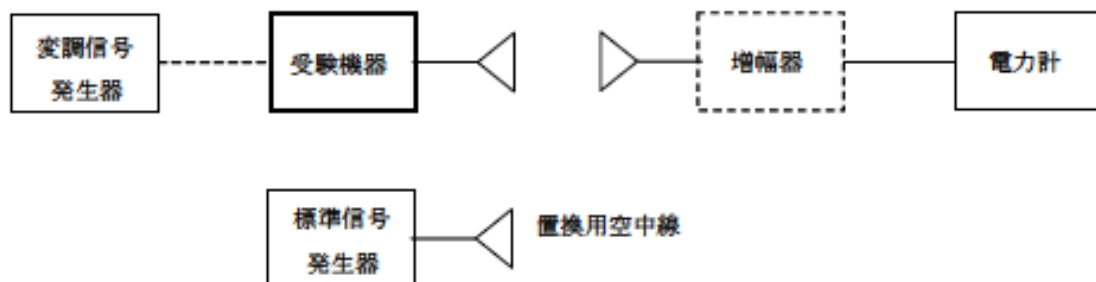 変調信号
発生器
受験機器
増幅器
電力計
標準信号
発生器
置換用空中線